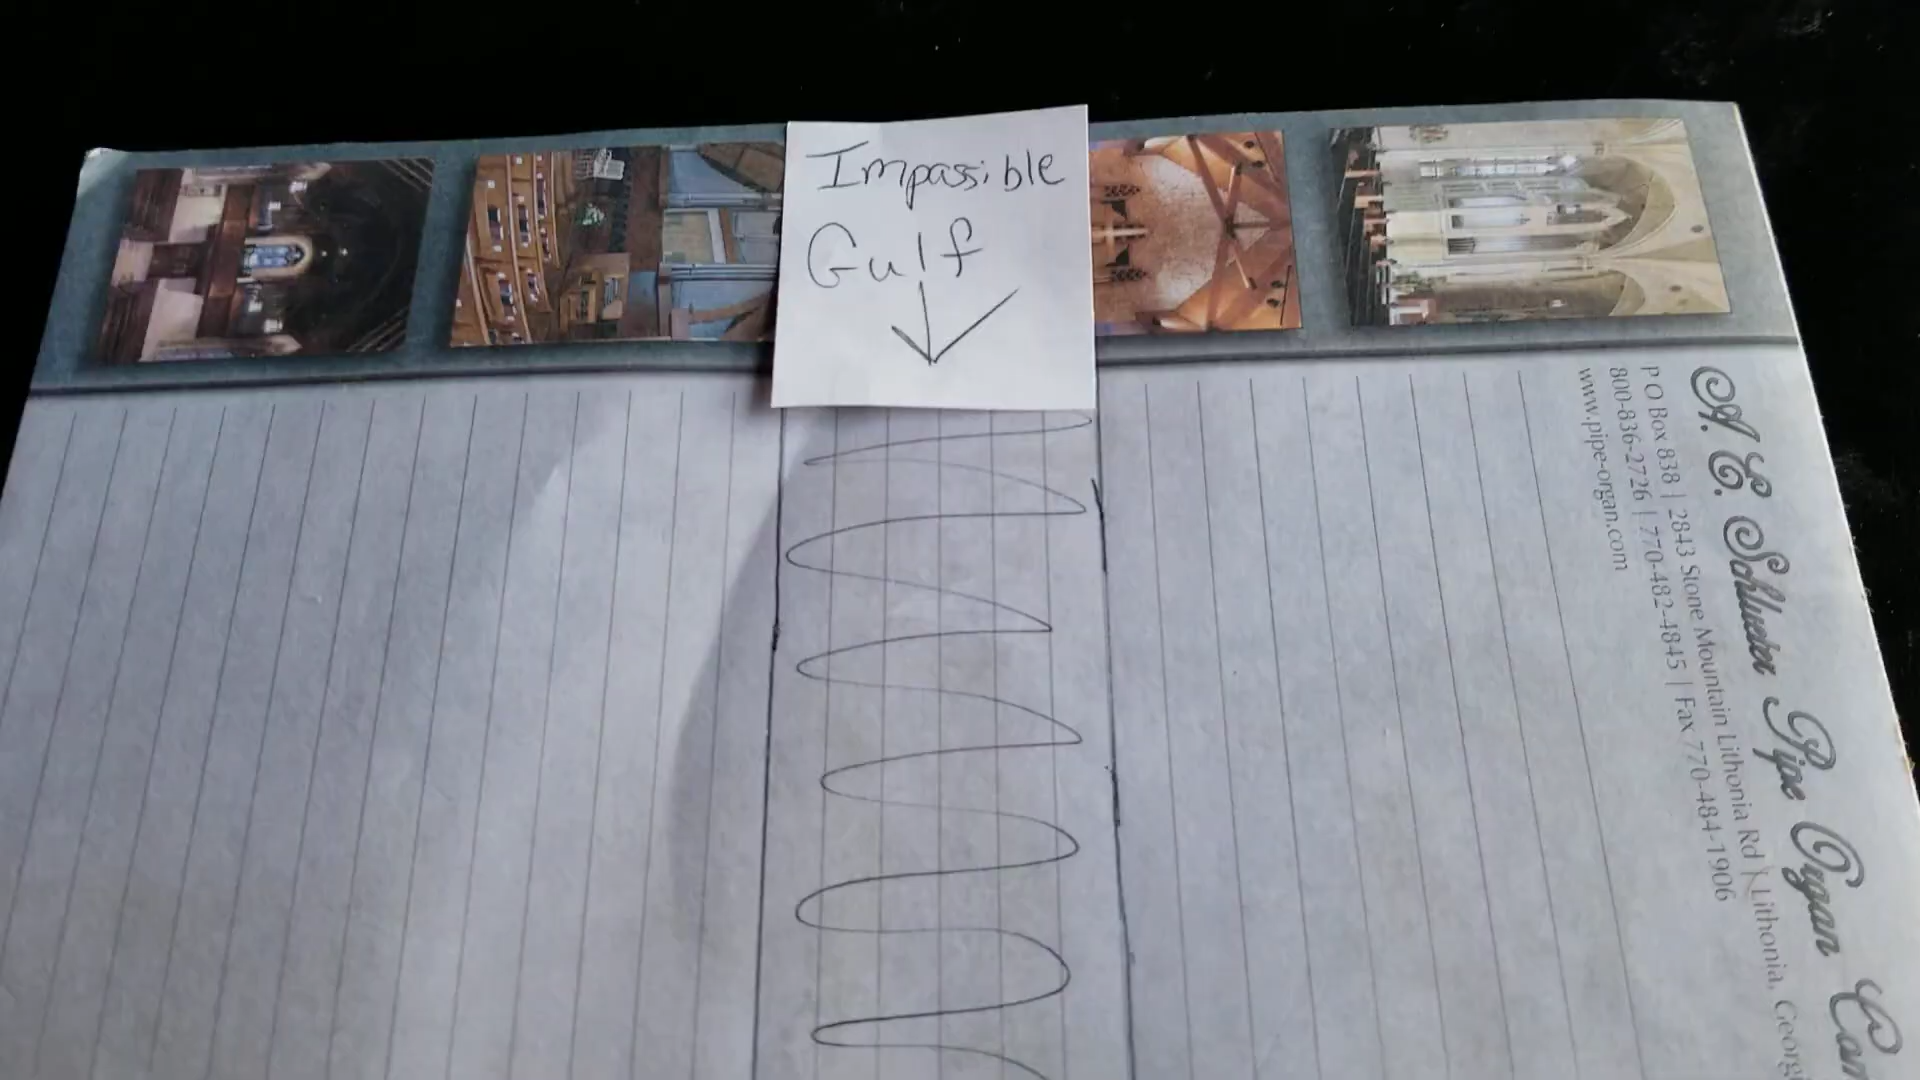 Impassible
Gulf
A. E. Schlueter Pipe Organ
P O Box 838 | 2843 Stone Mountain Lithonia Rd | Lithonia, Georgi
800-836-2726 | 770-482-4845 | Fax 770-484-1906
www.pipe-organ.com